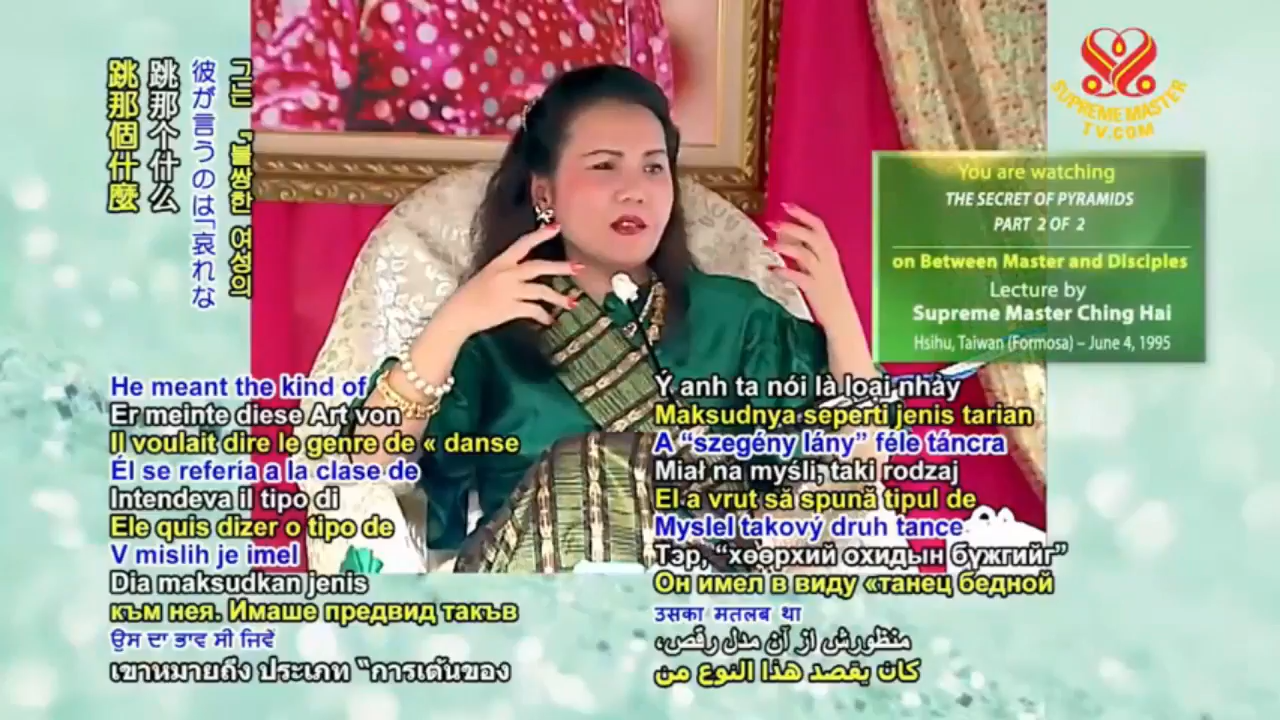 跳那個什麼
跳那个什么
彼が言うのは「哀れな
그는 『불쌍한 여성의
SUPREME MASTER
TV.COM
You are watching
THE SECRET OF PYRAMIDS
PART 2 OF 2
on Between Master and Disciples
Lecture by
Supreme Master Ching Hai
Hsihu, Taiwan (Formosa) – June 4, 1995
He meant the kind of
Er meinte diese Art von
Il voulait dire le genre de « danse
Él se refería a la clase de
Intendeva il tipo di
Ele quis dizer o tipo de
V mislih je imel
Dia maksudkan jenis
към нея. Имаше предвид такъв
ਉਸ ਦਾ ਭਾਵ ਸੀ ਜਿਵੇਂ
เขาหมายถึง ประเภท “การเต้นของ
Ý anh ta nói là loại nhảy
Maksudnya seperti jenis tarian
A “szegény lány” féle táncra
Miał na myśli, taki rodzaj
El a vrut să spună tipul de
Myslel takový druh tance
Тэр, “хөөрхий охидын бүжгийг”
Он имел в виду «танец бедной
उसका मतलब था
منظورش از آن مدل رقص،
كان يقصد هذا النوع من